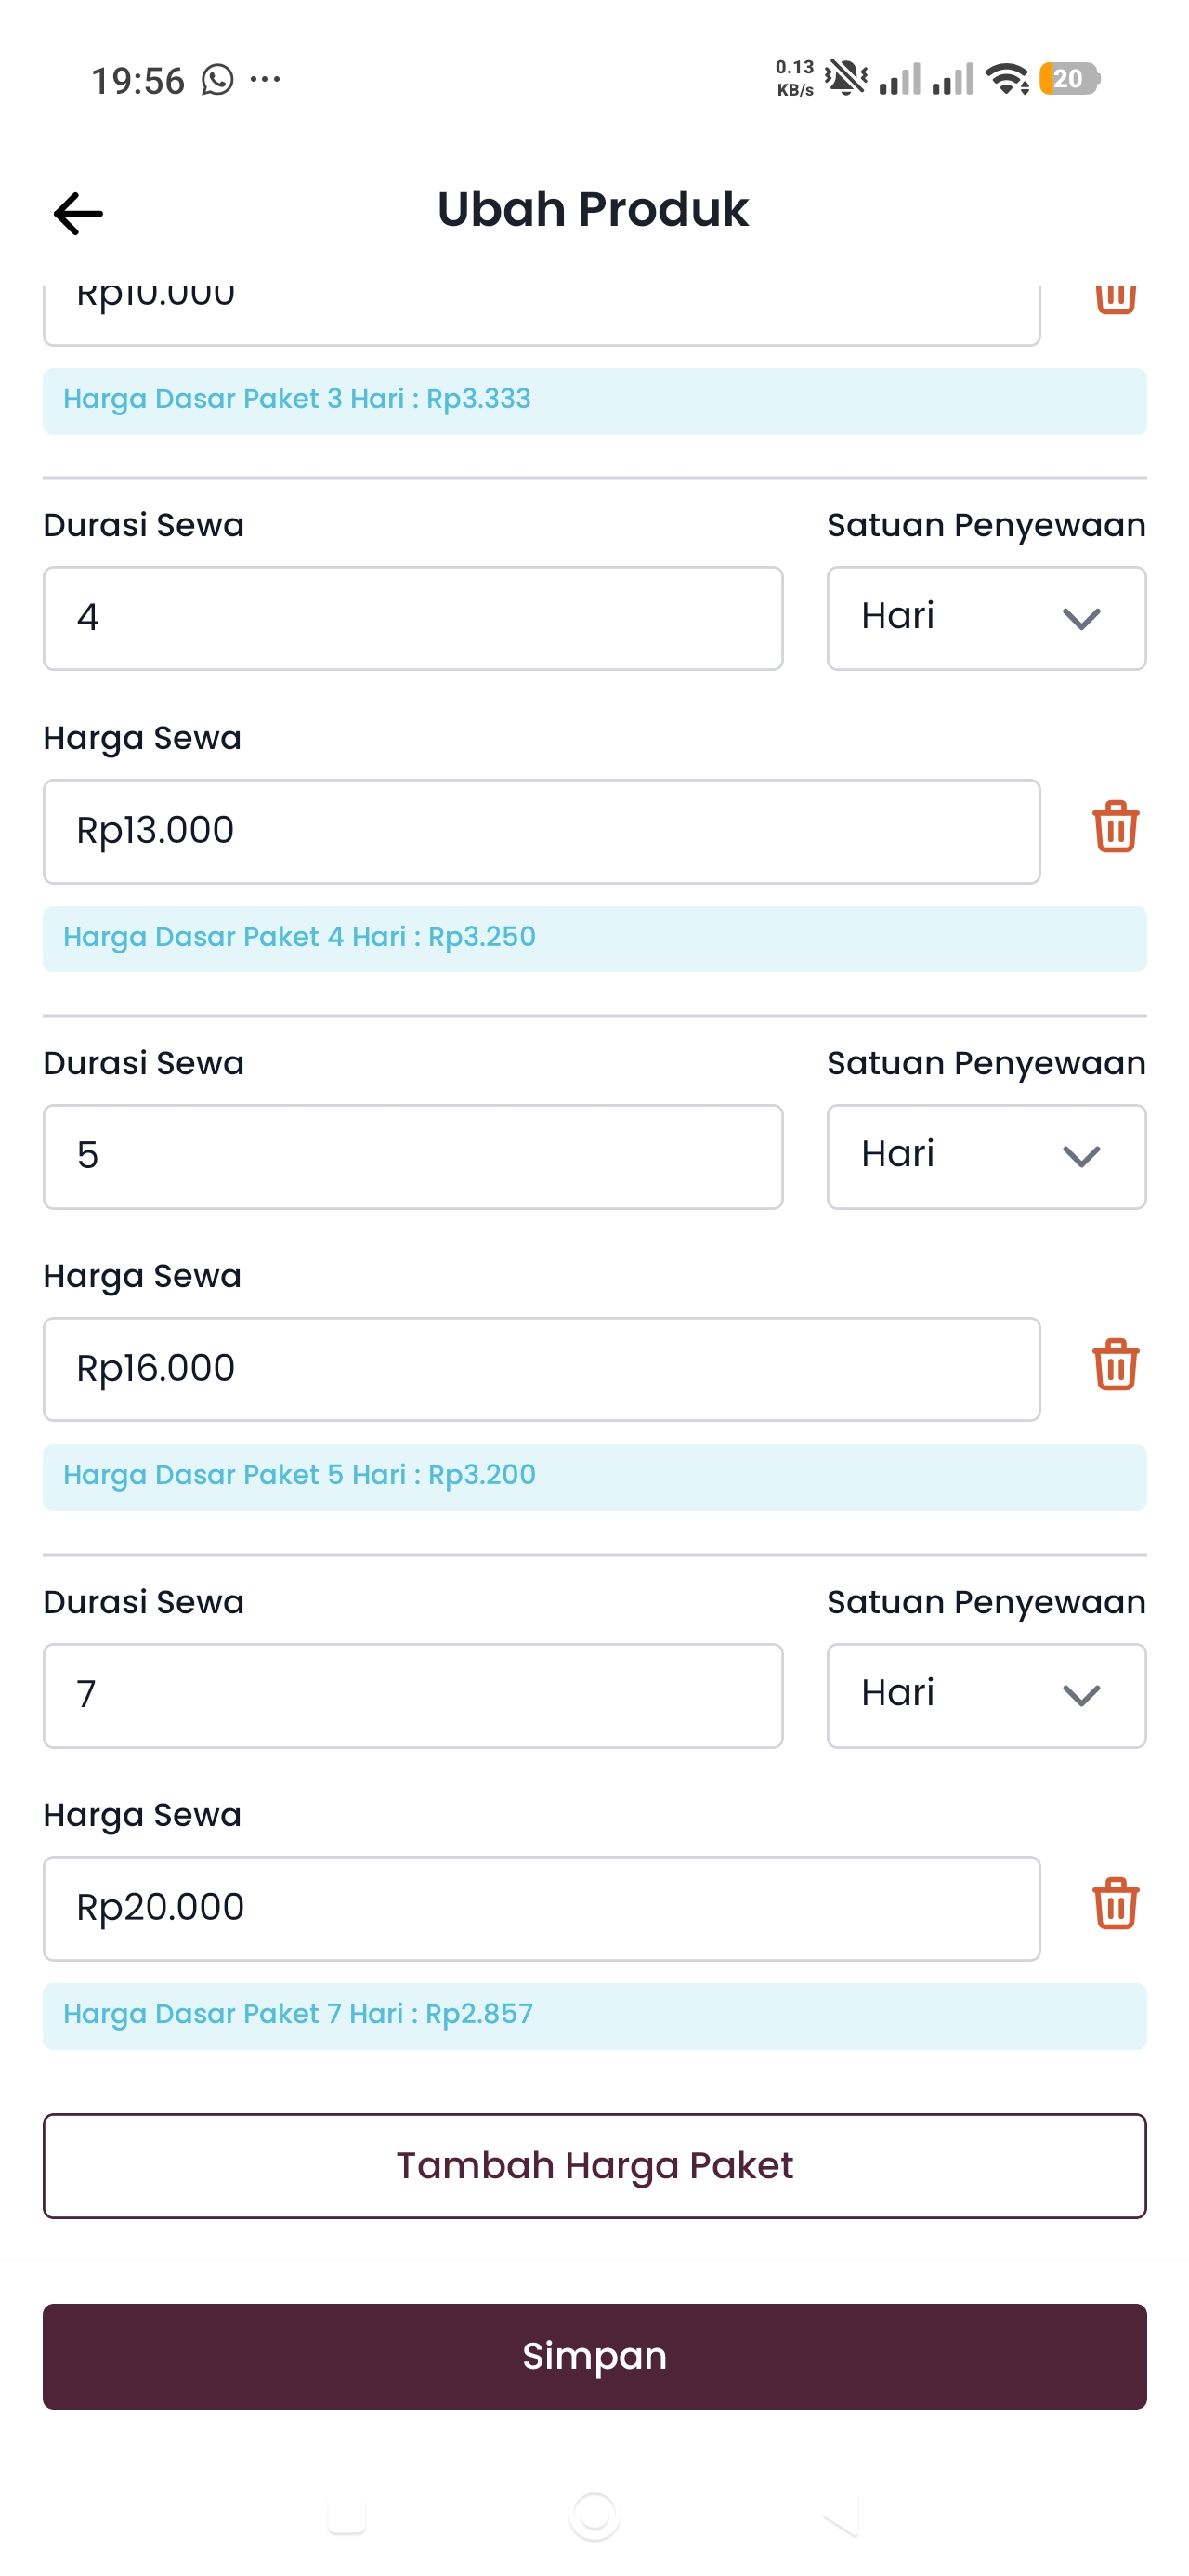 19:56 ...
0.13
KB/s
20
Ubah Produk
Rp10.000
Harga Dasar Paket 3 Hari : Rp3.333
Durasi Sewa Satuan Penyewaan
4 Hari
Harga Sewa
Rp13.000
Harga Dasar Paket 4 Hari : Rp3.250
Durasi Sewa Satuan Penyewaan
5 Hari
Harga Sewa
Rp16.000
Harga Dasar Paket 5 Hari : Rp3.200
Durasi Sewa Satuan Penyewaan
7 Hari
Harga Sewa
Rp20.000
Harga Dasar Paket 7 Hari : Rp2.857
Tambah Harga Paket
Simpan